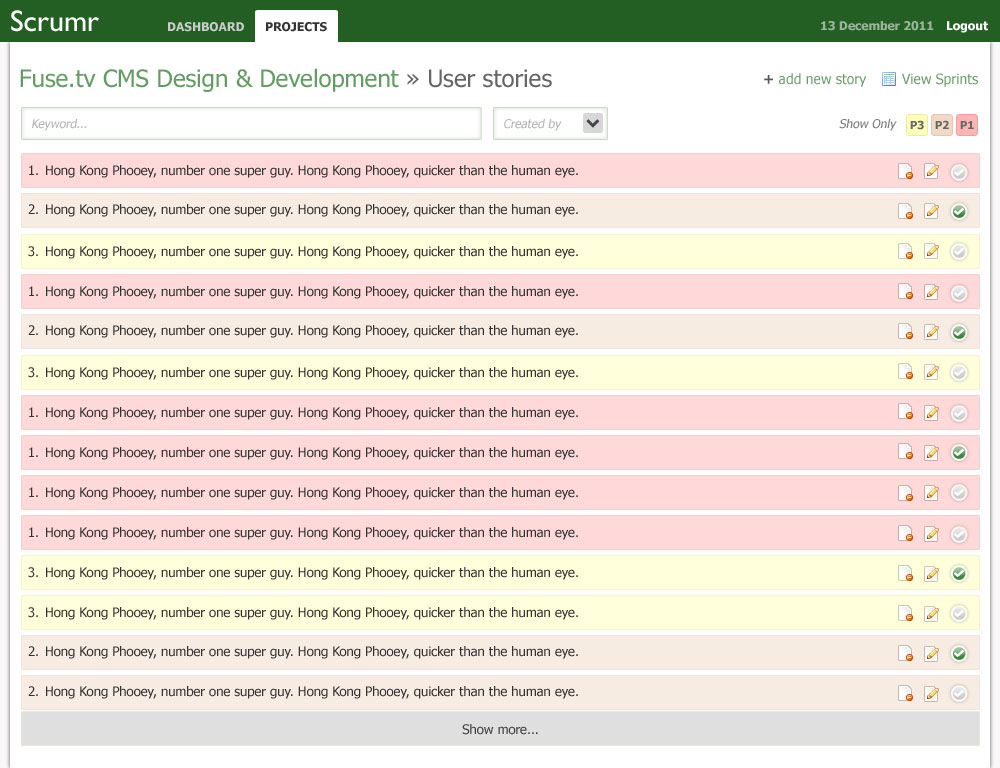 Scrumr DASHBOARD PROJECTS 13 December 2011 Logout
Fuse.tv CMS Design & Development » User stories + add new story View Sprints
Keyword... Created by Show Only P3 P2 P1
1. Hong Kong Phooey, number one super guy. Hong Kong Phooey, quicker than the human eye.
2. Hong Kong Phooey, number one super guy. Hong Kong Phooey, quicker than the human eye.
3. Hong Kong Phooey, number one super guy. Hong Kong Phooey, quicker than the human eye.
1. Hong Kong Phooey, number one super guy. Hong Kong Phooey, quicker than the human eye.
2. Hong Kong Phooey, number one super guy. Hong Kong Phooey, quicker than the human eye.
3. Hong Kong Phooey, number one super guy. Hong Kong Phooey, quicker than the human eye.
1. Hong Kong Phooey, number one super guy. Hong Kong Phooey, quicker than the human eye.
1. Hong Kong Phooey, number one super guy. Hong Kong Phooey, quicker than the human eye.
1. Hong Kong Phooey, number one super guy. Hong Kong Phooey, quicker than the human eye.
1. Hong Kong Phooey, number one super guy. Hong Kong Phooey, quicker than the human eye.
3. Hong Kong Phooey, number one super guy. Hong Kong Phooey, quicker than the human eye.
3. Hong Kong Phooey, number one super guy. Hong Kong Phooey, quicker than the human eye.
2. Hong Kong Phooey, number one super guy. Hong Kong Phooey, quicker than the human eye.
2. Hong Kong Phooey, number one super guy. Hong Kong Phooey, quicker than the human eye.
Show more...